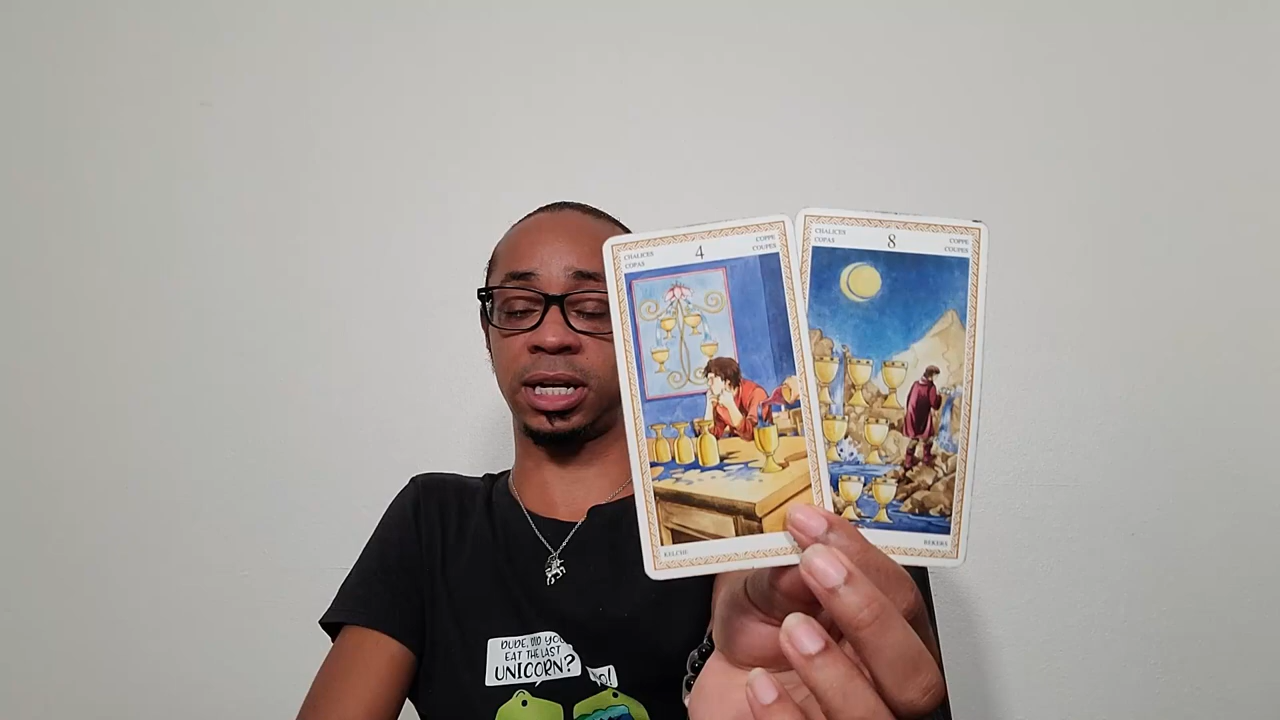 CHALICES
COPAS
4
COPPE
COUPES
KELCHE
CHALICES
COPAS
8
COPPE
COUPES
BEKERS
DUDE, DID YOU
EAT THE LAST
UNICORN?
NO!